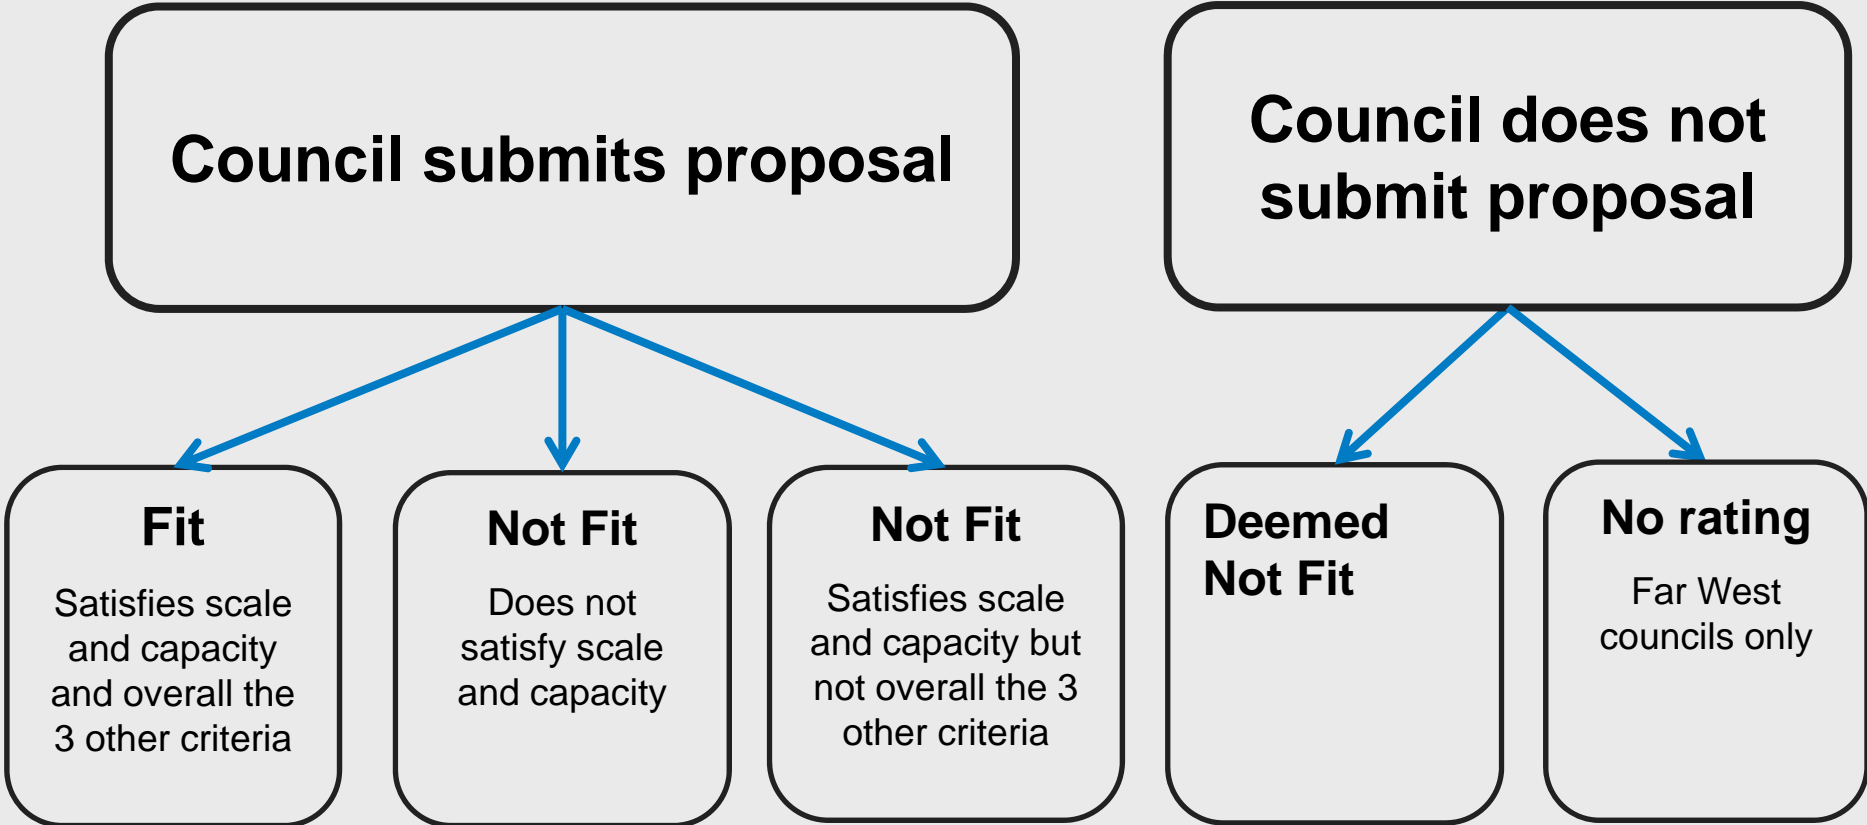 Council submits proposal
Council does not
submit proposal
Fit
Satisfies scale
and capacity
and overall the
3 other criteria
Not Fit
Does not
satisfy scale
and capacity
Not Fit
Satisfies scale
and capacity but
not overall the 3
other criteria
Deemed
Not Fit
No rating
Far West
councils only